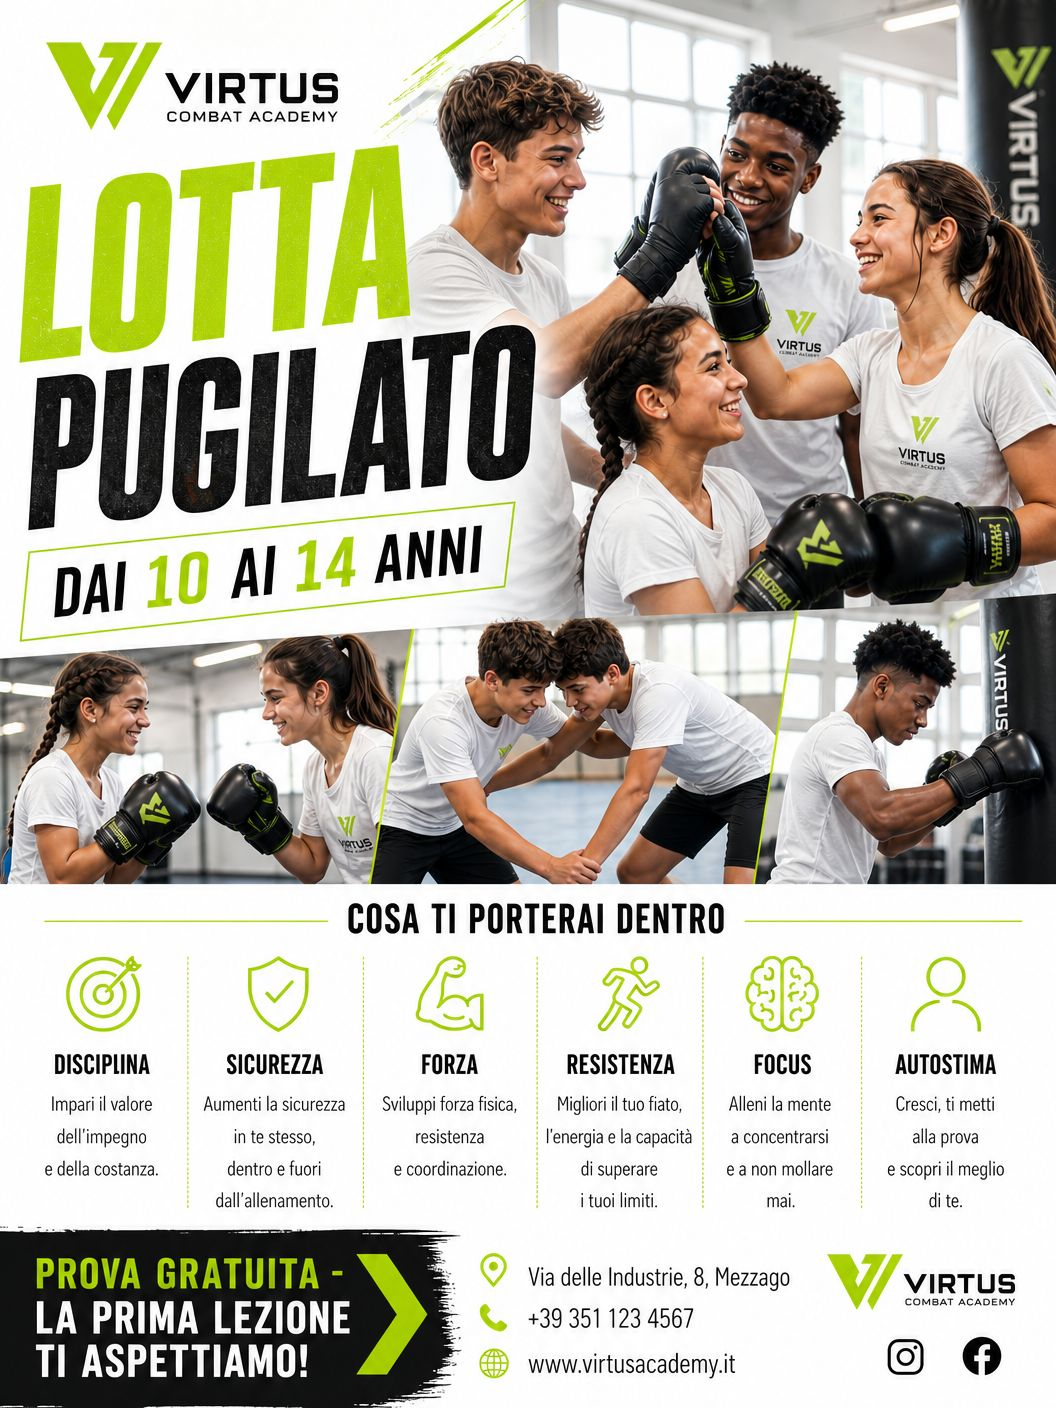 VIRTUS
COMBAT ACADEMY
LOTTA
PUGILATO
DAI 10 AI 14 ANNI
VIRTUS
VIRTUS
COMBAT ACADEMY
VIRTUS
COMBAT ACADEMY
VIRTUS
VIRTUS
COSA TI PORTERAI DENTRO
DISCIPLINA
Impari il valore
dell'impegno
e della costanza.
SICUREZZA
Aumenti la sicurezza
in te stesso,
dentro e fuori
dall'allenamento.
FORZA
Sviluppi forza fisica,
resistenza
e coordinazione.
RESISTENZA
Migliori il tuo fiato,
l'energia e la capacità
di superare
i tuoi limiti.
FOCUS
Alleni la mente
a concentrarsi
e a non mollare
mai.
AUTOSTIMA
Cresci, ti metti
alla prova
e scopri il meglio
di te.
PROVA GRATUITA -
LA PRIMA LEZIONE
TI ASPETTIAMO!
Via delle Industrie, 8, Mezzago
+39 351 123 4567
www.virtusacademy.it
VIRTUS
COMBAT ACADEMY